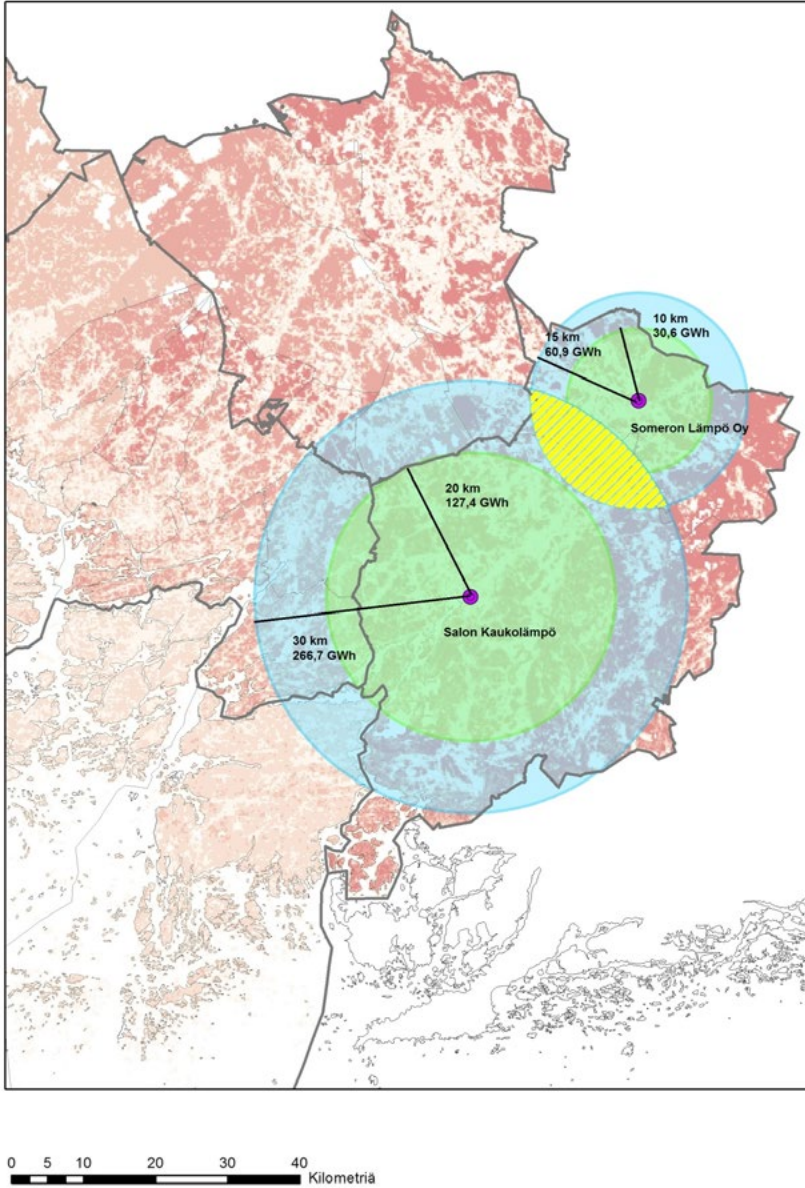 10 km
30,6 GWh
15 km
60,9 GWh
Someron Lämpö Oy
20 km
127,4 GWh
Salon Kaukolämpö
30 km
266,7 GWh
0 5 10 20 30 40
Kilometriä